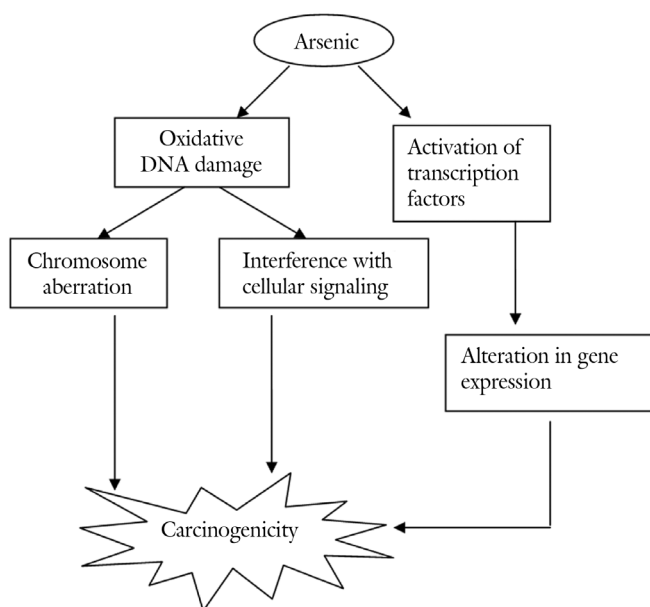 Arsenic
Oxidative
DNA damage
Activation of
transcription
factors
Chromosome
aberration
Interference with
cellular signaling
Alteration in gene
expression
Carcinogenicity